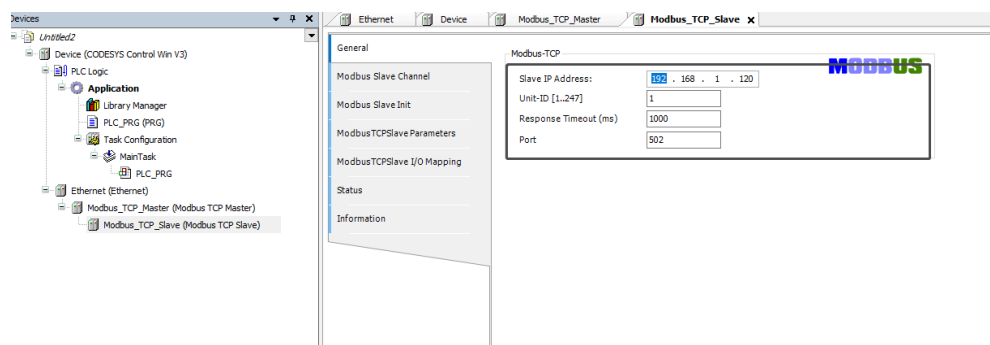 Devices
Untitled2
Device (CODESYS Control Win V3)
PLC Logic
Application
Library Manager
PLC_PRG (PRG)
Task Configuration
MainTask
PLC_PRG
Ethernet (Ethernet)
Modbus_TCP_Master (Modbus TCP Master)
Modbus_TCP_Slave (Modbus TCP Slave)
Ethernet
Device
Modbus_TCP_Master
Modbus_TCP_Slave
General
Modbus Slave Channel
Modbus Slave Init
ModbusTCPSlave Parameters
ModbusTCPSlave I/O Mapping
Status
Information
Modbus-TCP
MODBUS
Slave IP Address: 192 . 168 . 1 . 120
Unit-ID [1..247] 1
Response Timeout (ms) 1000
Port 502